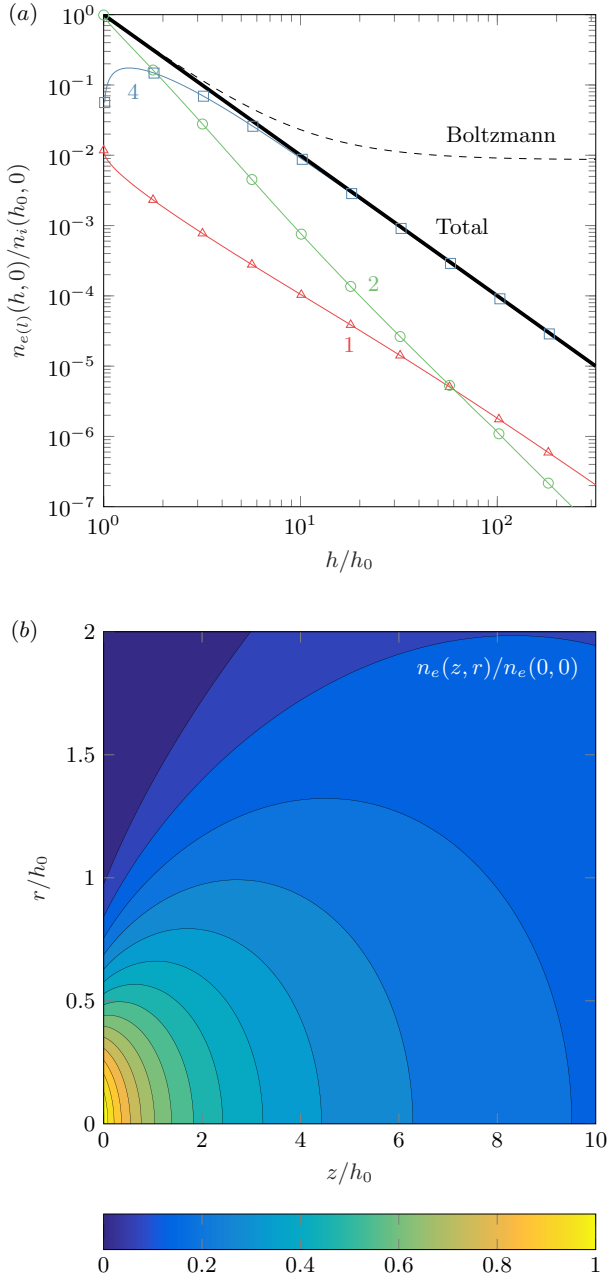 (a)
10^0
10^{-1}
10^{-2}
10^{-3}
10^{-4}
10^{-5}
10^{-6}
10^{-7}
n_{e(l)}(h, 0)/n_i(h_0, 0)
4
Boltzmann
Total
2
1
10^0
10^1
10^2
h/h_0
(b)
2
1.5
1
0.5
0
r/h_0
n_e(z, r)/n_e(0, 0)
0 2 4 6 8 10
z/h_0
0 0.2 0.4 0.6 0.8 1